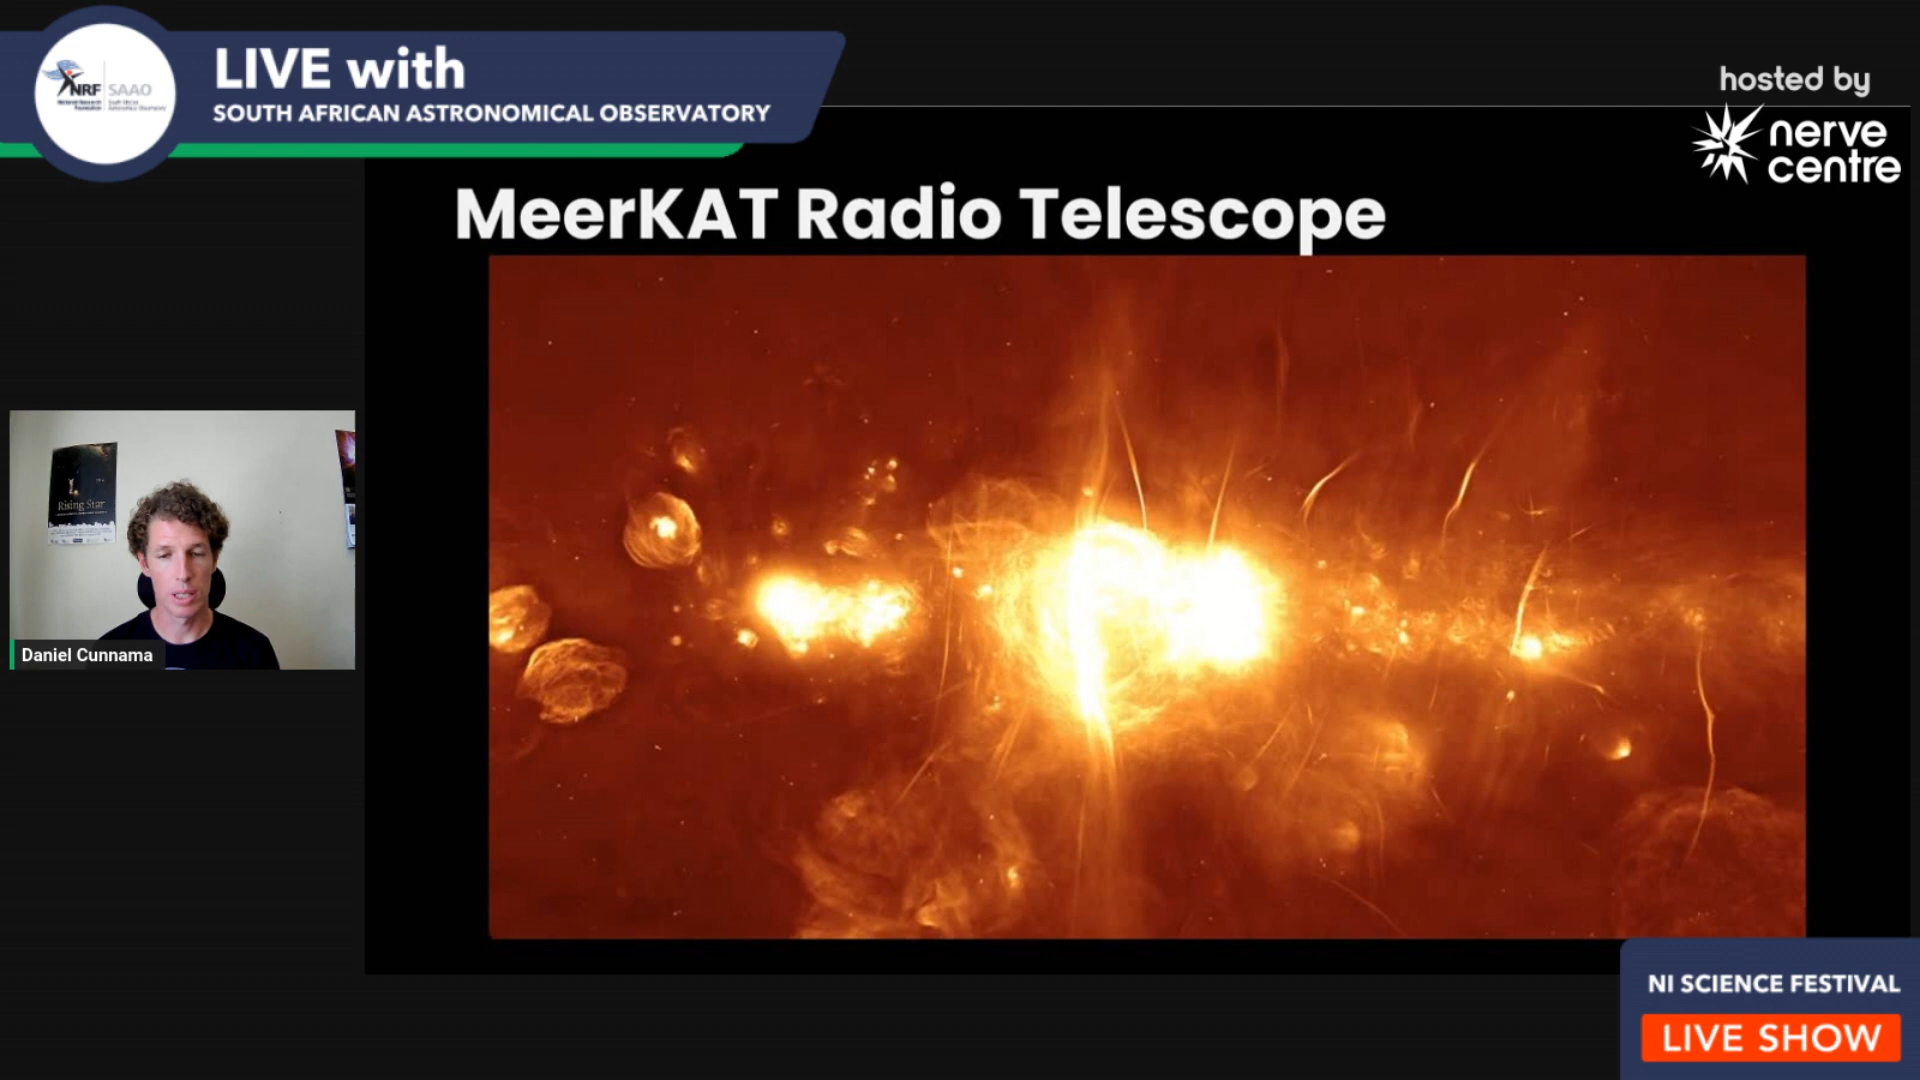 LIVE with
SOUTH AFRICAN ASTRONOMICAL OBSERVATORY
NRF
SAAO
hosted by
nerve
centre
MeerKAT Radio Telescope
Rising Star
Daniel Cunnama
NI SCIENCE FESTIVAL
LIVE SHOW